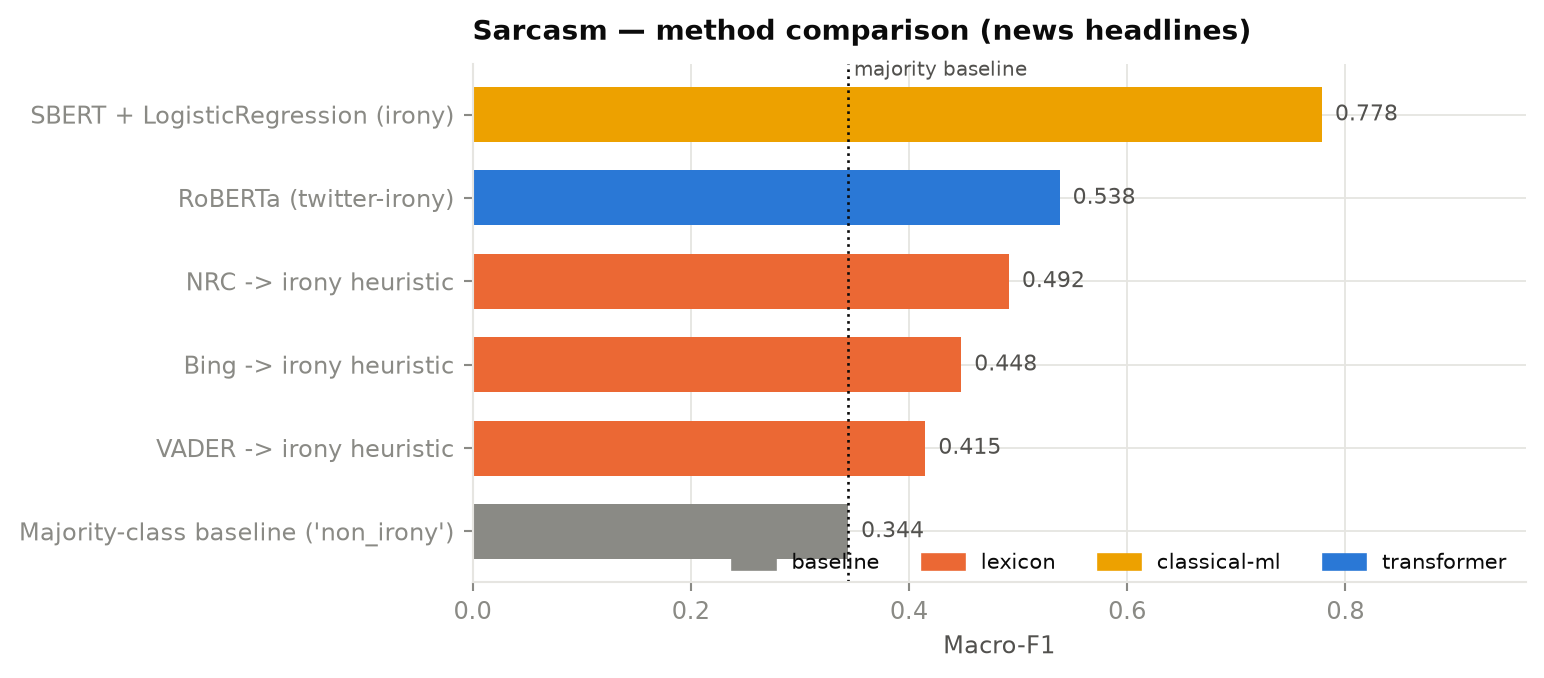 Sarcasm — method comparison (news headlines)
majority baseline
SBERT + LogisticRegression (irony)
0.778
RoBERTa (twitter-irony)
0.538
NRC -> irony heuristic
0.492
Bing -> irony heuristic
0.448
VADER -> irony heuristic
0.415
Majority-class baseline ('non_irony')
0.344
baseline lexicon classical-ml transformer
0.0 0.2 0.4 0.6 0.8
Macro-F1